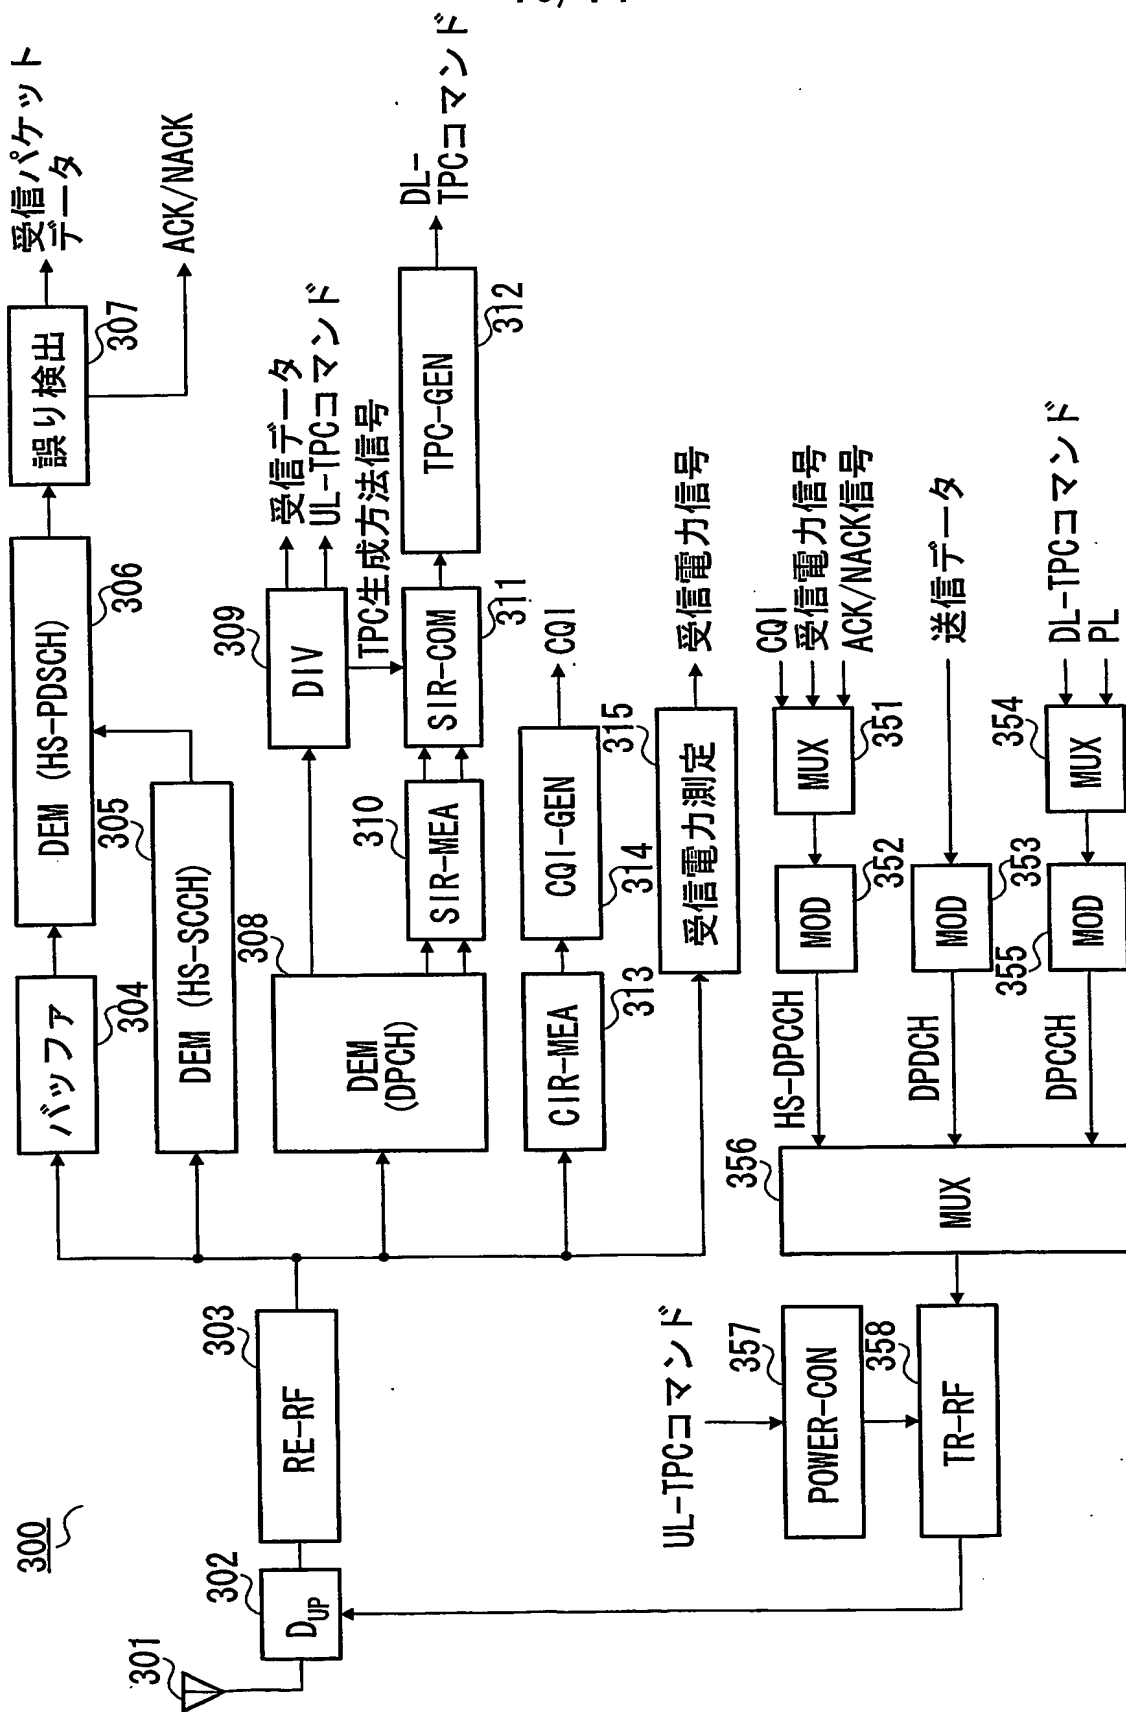 300
301
302
D_UP
303
RE-RF
バッファ
304
DEM (HS-PDSCH)
306
誤り検出
307
受信パケット
データ
ACK/NACK
DEM (HS-SCCH)
305
308
DEM
(DPCH)
309
DIV
受信データ
UL-TPCコマンド
TPC生成方法信号
310
SIR-MEA
SIR-COM
311
TPC-GEN
312
DL-
TPCコマンド
CIR-MEA
313
CQI-GEN
314
CQI
315
受信電力測定
受信電力信号
CQI
受信電力信号
ACK/NACK信号
MUX
351
MOD
352
HS-DPCCH
送信データ
MOD
353
DPDCH
DL-TPCコマンド
PL
354
MUX
355
MOD
DPCCH
356
MUX
UL-TPCコマンド
357
POWER-CON
358
TR-RF